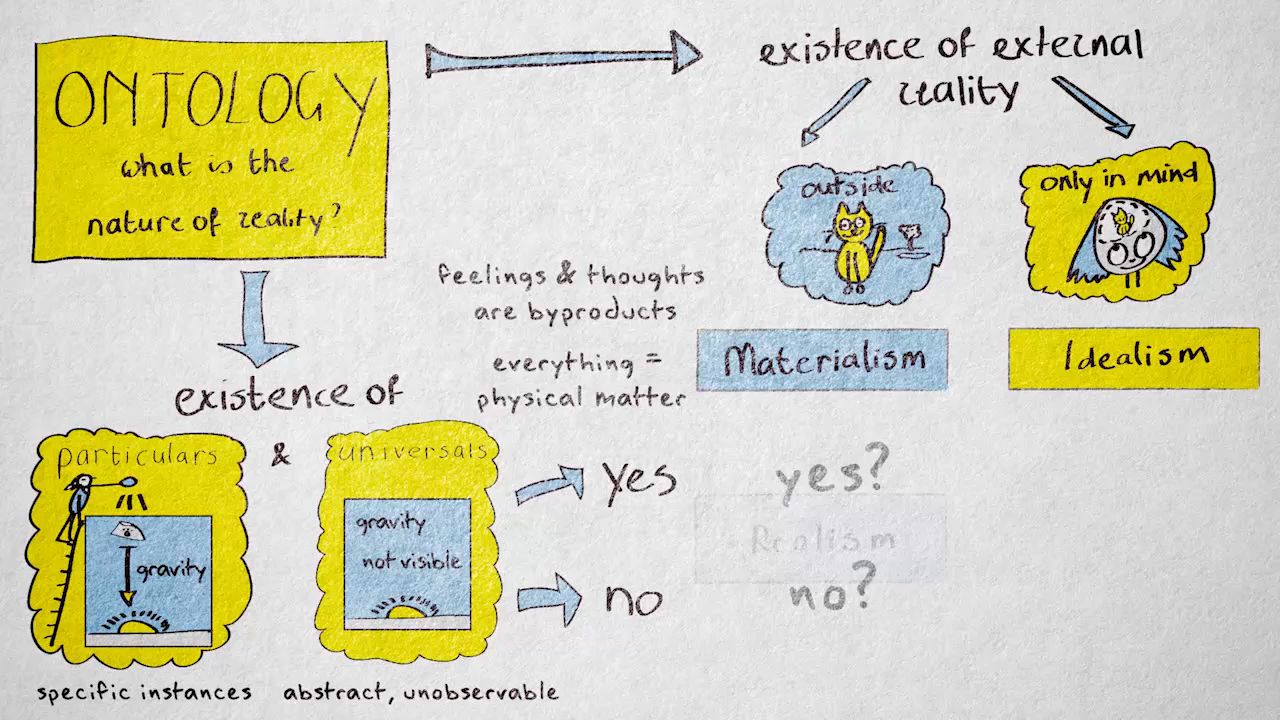 ONTOLOGY
what is the
nature of reality?
existence of external
reality
outside
only in mind
feelings & thoughts
are byproducts
everything =
physical matter
Materialism
Idealism
existence of
particulars
&
universals
gravity
gravity
not visible
yes
no
yes?
Realism
no?
specific instances
abstract, unobservable